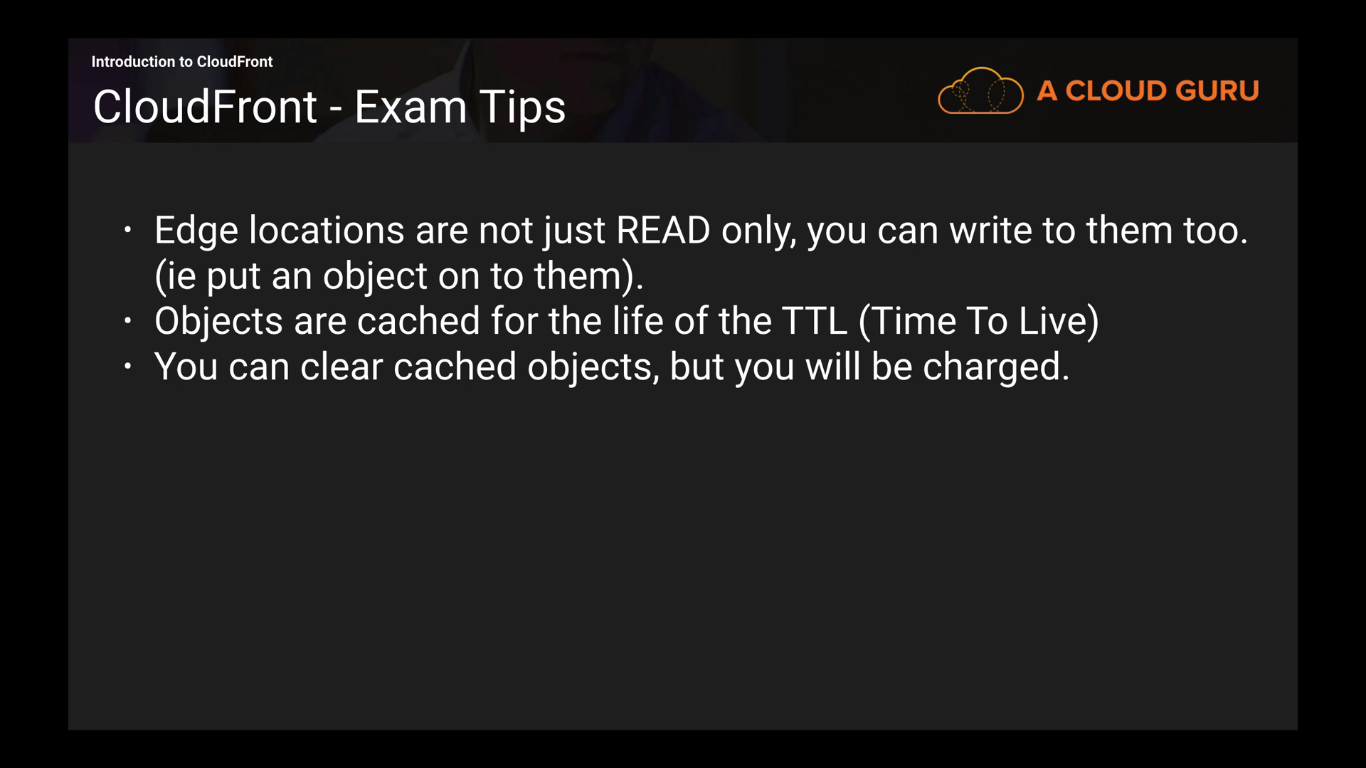 Introduction to CloudFront
CloudFront - Exam Tips
A CLOUD GURU
• Edge locations are not just READ only, you can write to them too.
(ie put an object on to them).
• Objects are cached for the life of the TTL (Time To Live)
• You can clear cached objects, but you will be charged.